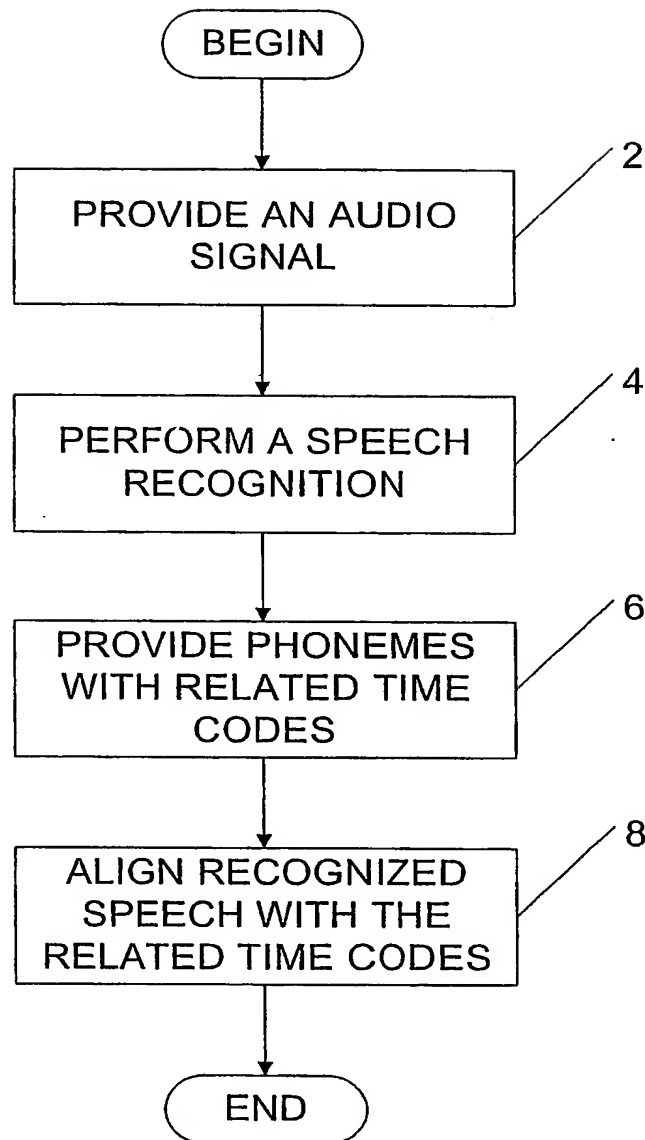 BEGIN
2
PROVIDE AN AUDIO
SIGNAL
4
PERFORM A SPEECH
RECOGNITION
6
PROVIDE PHONEMES
WITH RELATED TIME
CODES
8
ALIGN RECOGNIZED
SPEECH WITH THE
RELATED TIME CODES
END